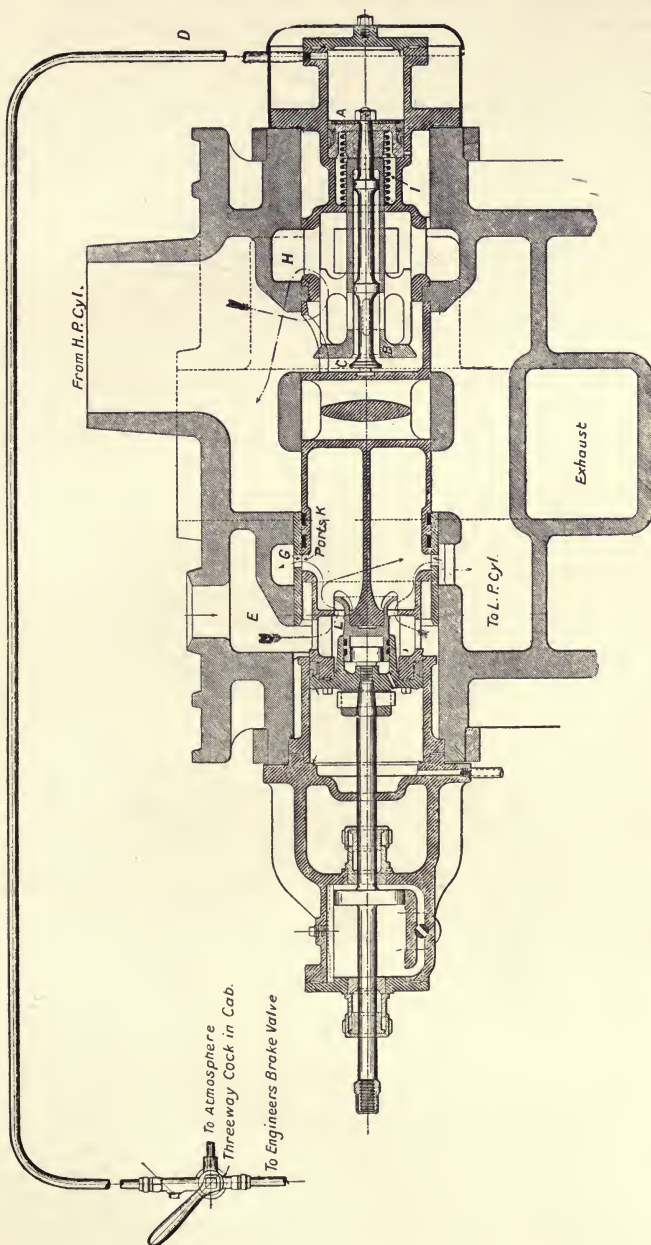 D
A
From H.P. Cyl.
H
I
B
C
Exhaust
G
Ports, K
E
L
To L.P. Cyl.
To Atmosphere
Threeway Cock in Cab.
To Engineers Brake Valve